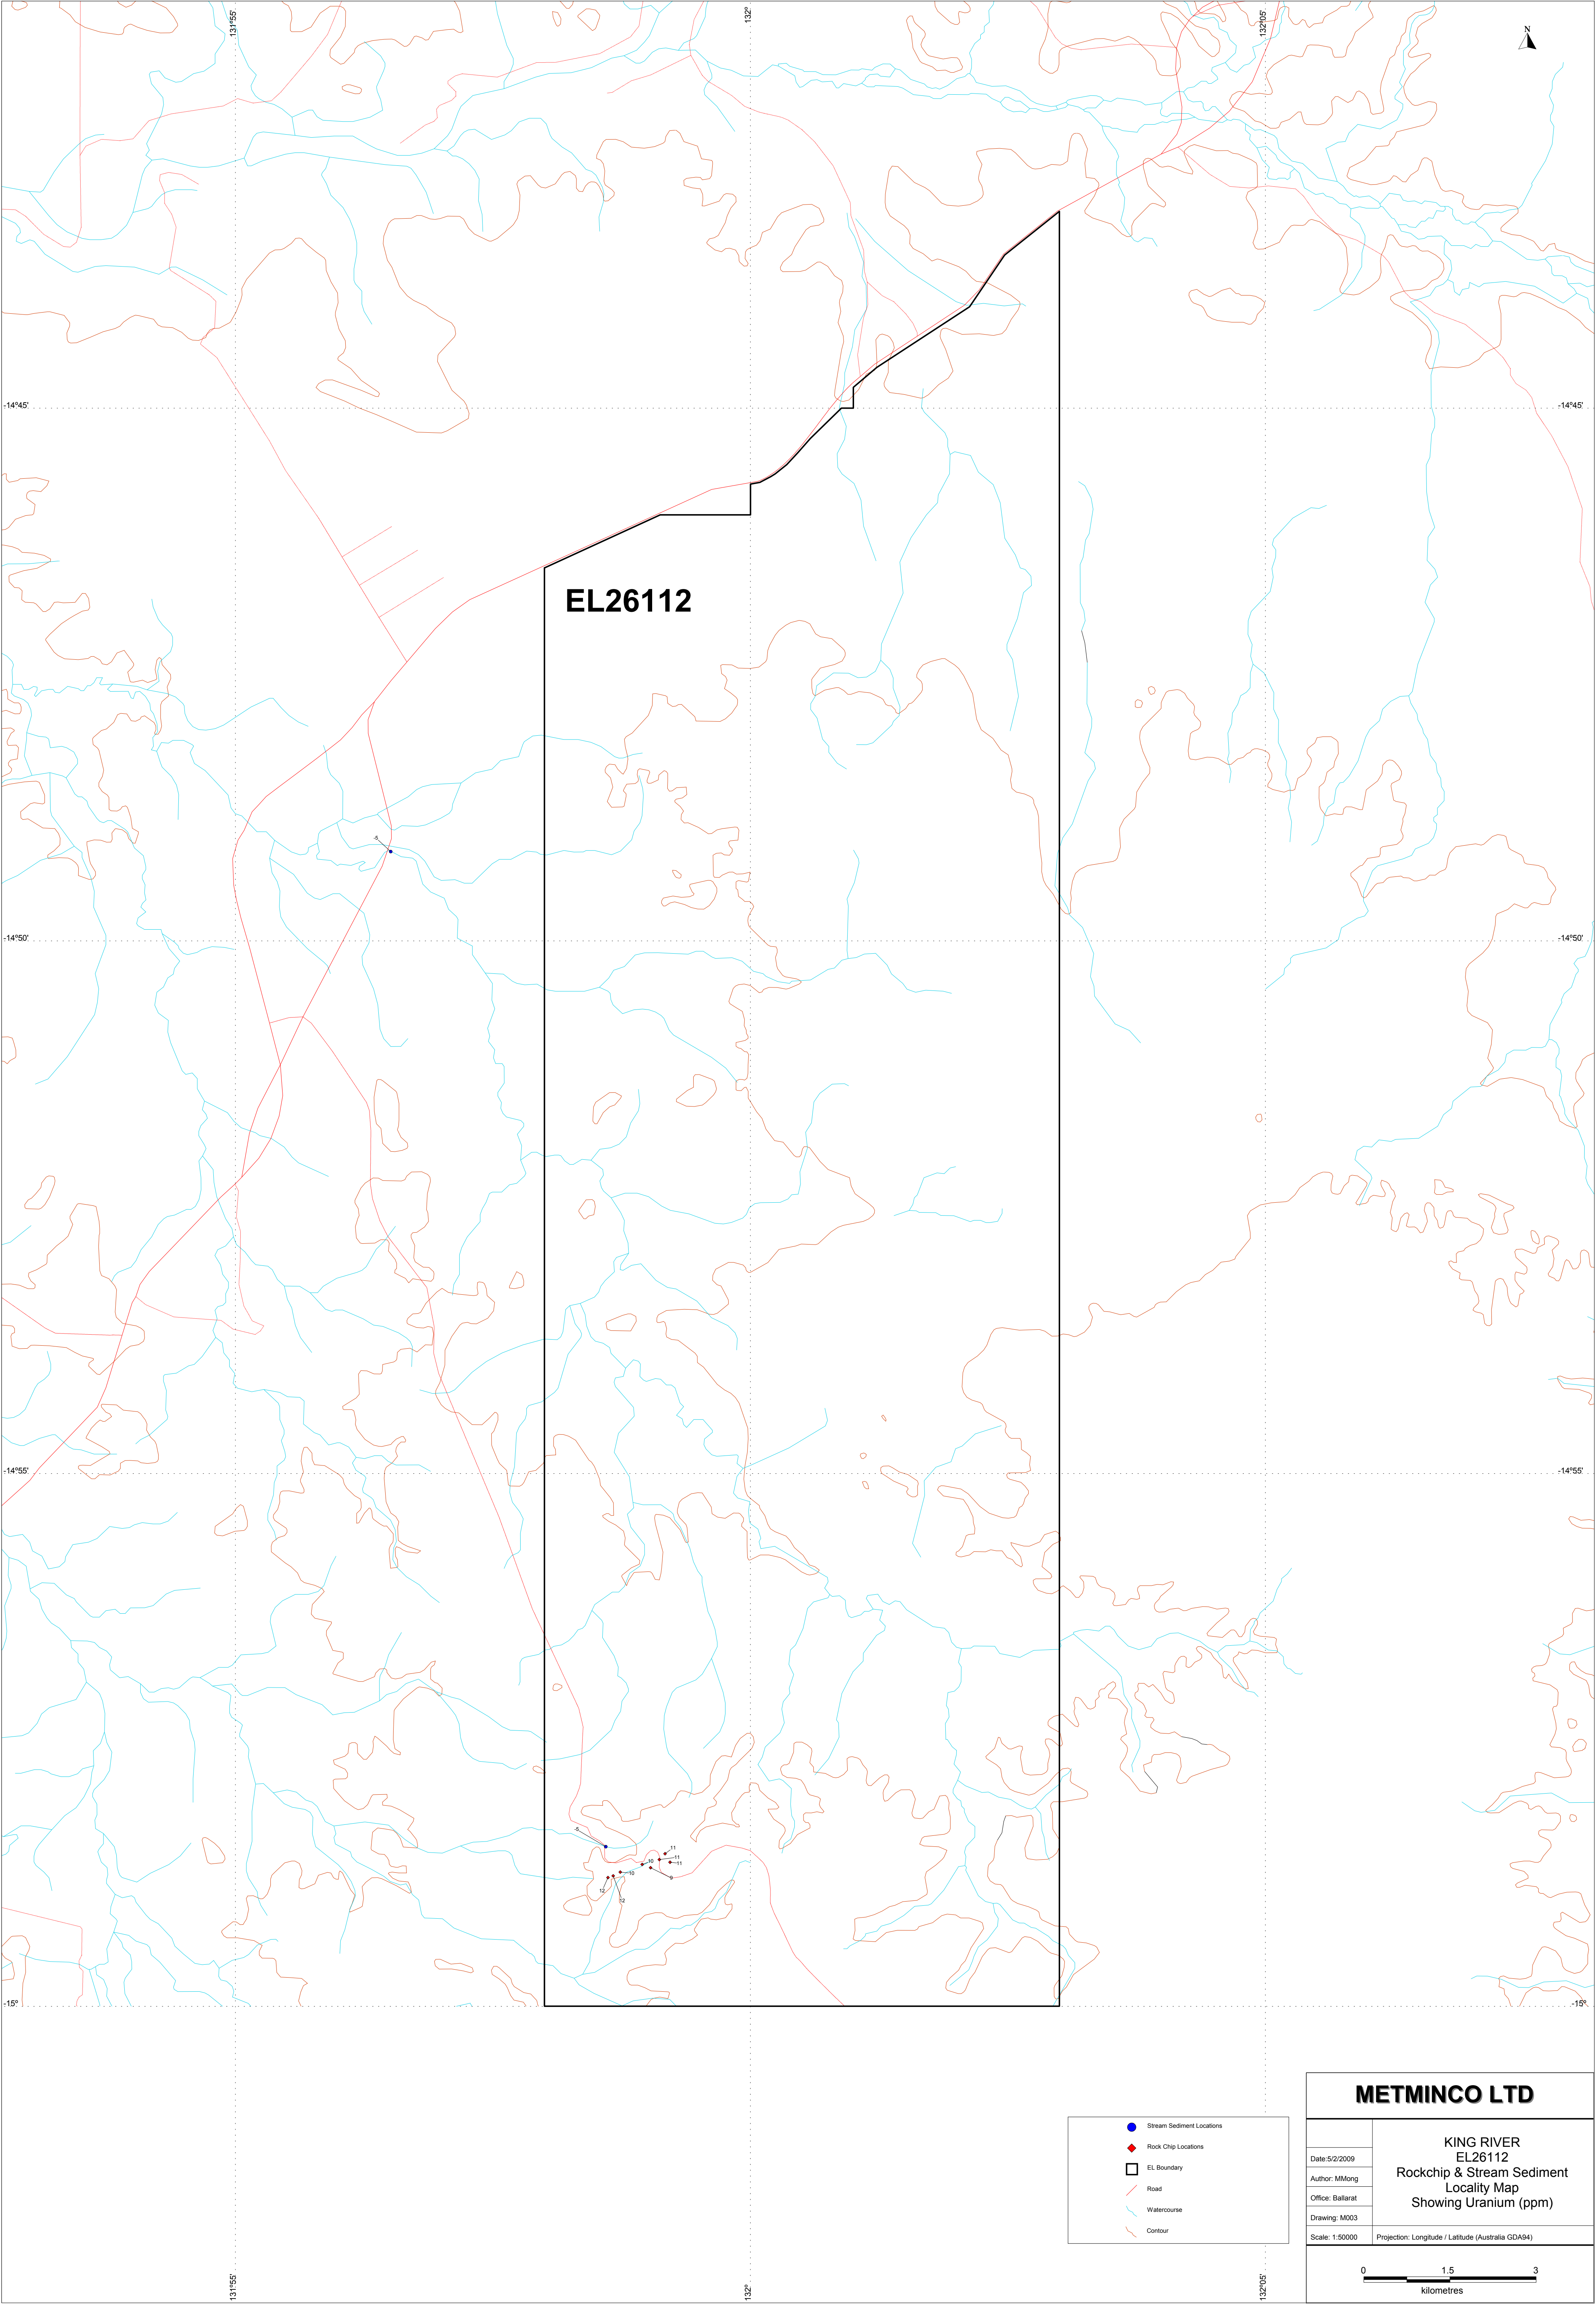 131°55'
132°
132°05'
N
-14°45'
-14°45'
EL26112
-5
-14°50'
-14°50'
-14°55'
-14°55'
-5
11
10
11
11
10
9
12
12
-15°
-15°
METMINCO LTD
Stream Sediment Locations
Rock Chip Locations
EL Boundary
Road
Watercourse
Contour
KING RIVER
EL26112
Rockchip & Stream Sediment
Locality Map
Showing Uranium (ppm)
Date:5/2/2009
Author: MMong
Office: Ballarat
Drawing: M003
Scale: 1:50000
Projection: Longitude / Latitude (Australia GDA94)
0 1.5 3
kilometres
131°55'
132°
132°05'